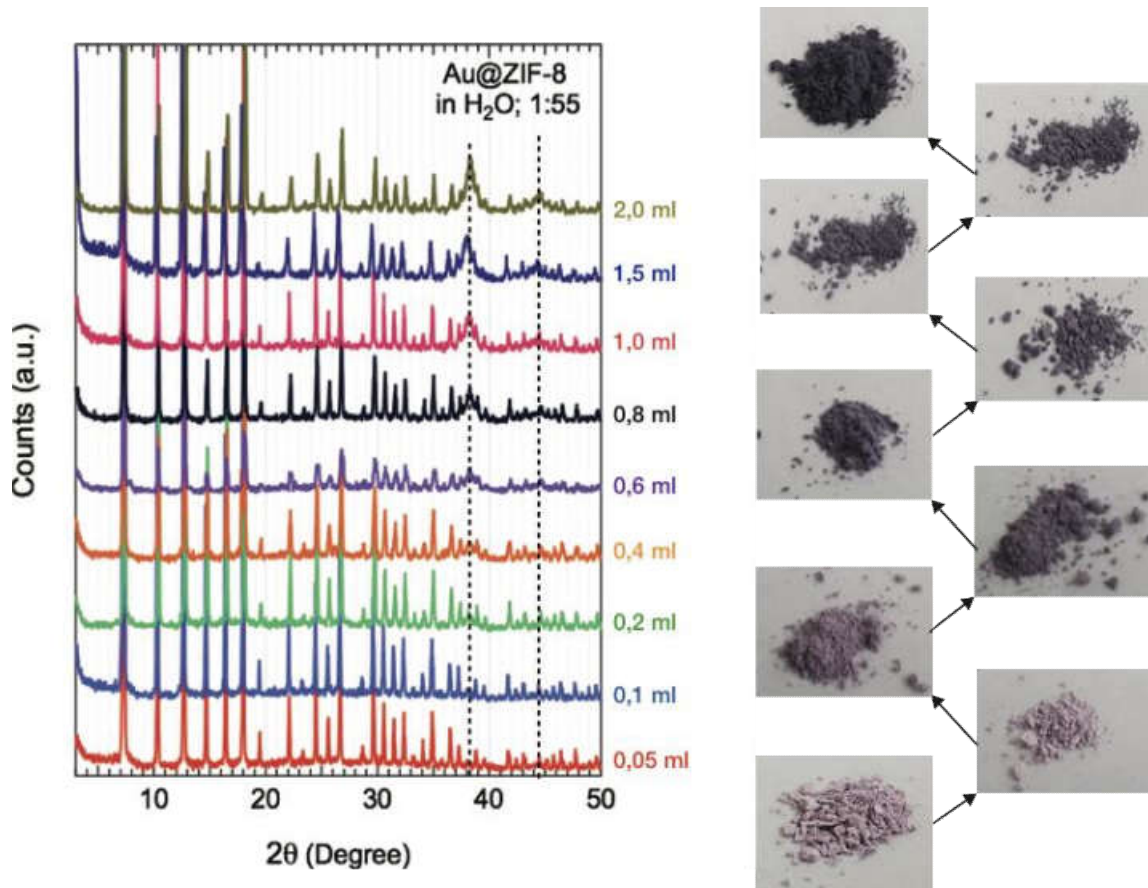 Au@ZIF-8
in H₂O; 1:55
2,0 ml
1,5 ml
1,0 ml
0,8 ml
0,6 ml
0,4 ml
0,2 ml
0,1 ml
0,05 ml
Counts (a.u.)
10 20 30 40 50
2θ (Degree)